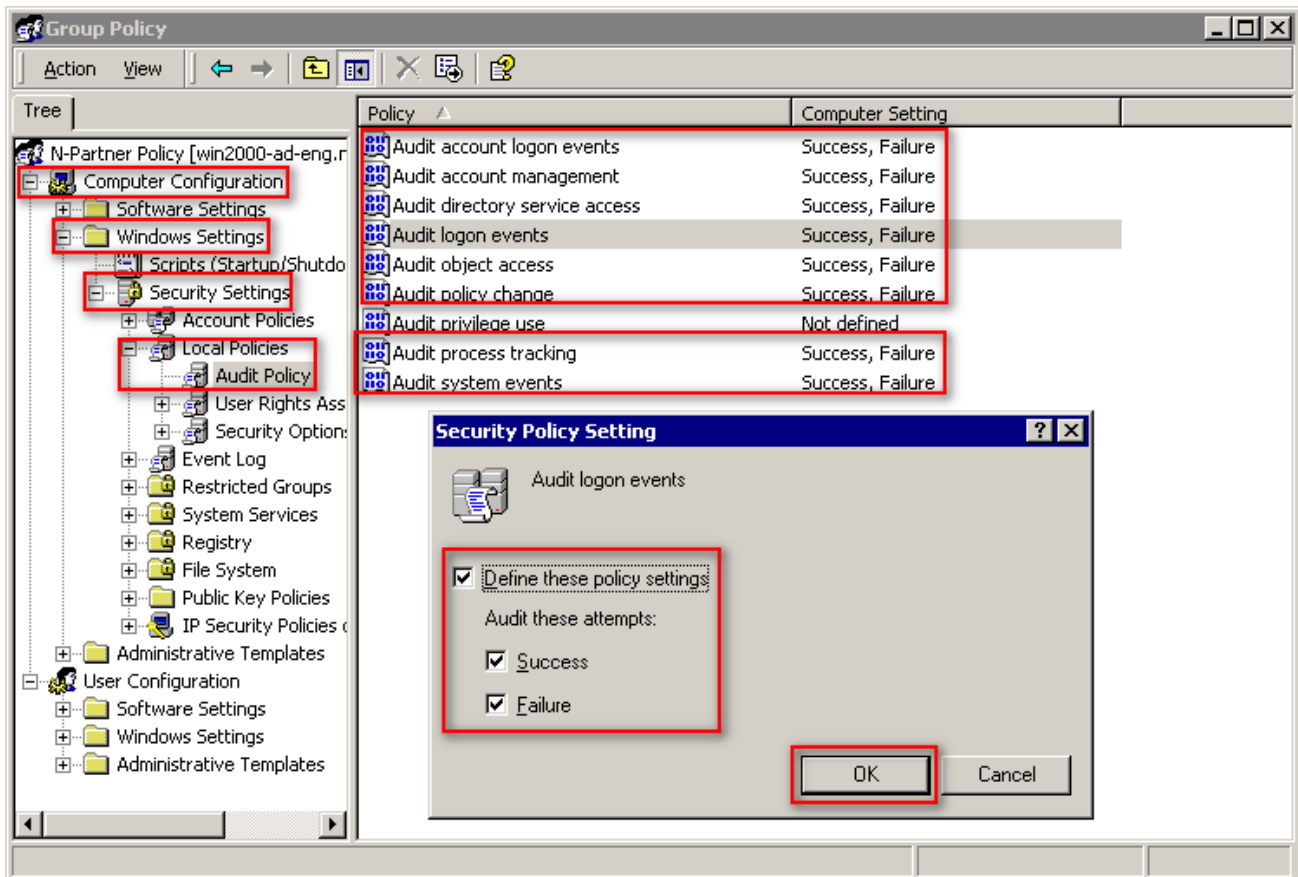 Group Policy
Action View
Tree
Policy Computer Setting
N-Partner Policy [win2000-ad-eng.r
Computer Configuration
Software Settings
Windows Settings
Scripts (Startup/Shutdo
Security Settings
Account Policies
Local Policies
Audit Policy
User Rights Ass
Security Option:
Event Log
Restricted Groups
System Services
Registry
File System
Public Key Policies
IP Security Policies o
Administrative Templates
User Configuration
Software Settings
Windows Settings
Administrative Templates
Audit account logon events Success, Failure
Audit account management Success, Failure
Audit directory service access Success, Failure
Audit logon events Success, Failure
Audit object access Success, Failure
Audit policy change Success, Failure
Audit privilege use Not defined
Audit process tracking Success, Failure
Audit system events Success, Failure
Security Policy Setting
Audit logon events
Define these policy settings
Audit these attempts:
Success
Failure
OK Cancel